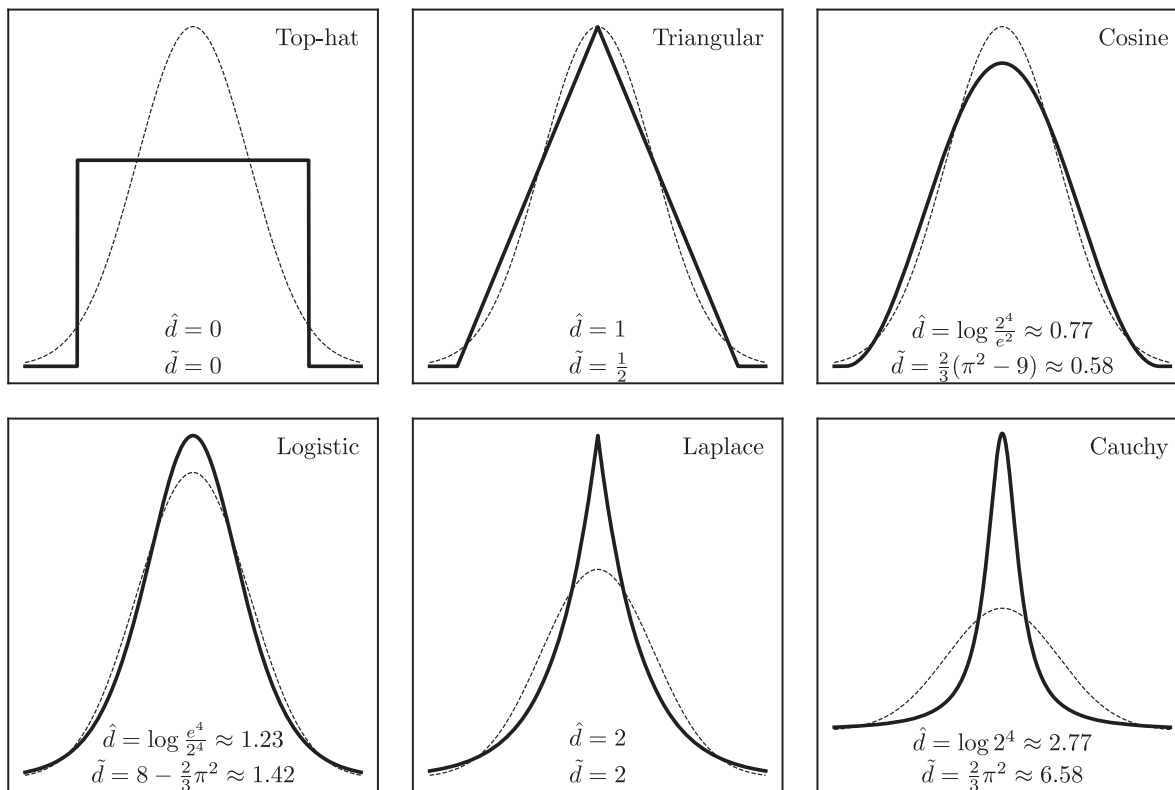 Top-hat
d̂ = 0
d̃ = 0
Triangular
d̂ = 1
d̃ = 1/2
Cosine
d̂ = log 2⁴/e² ≈ 0.77
d̃ = 2/3(π² − 9) ≈ 0.58
Logistic
d̂ = log e⁴/2⁴ ≈ 1.23
d̃ = 8 − 2/3π² ≈ 1.42
Laplace
d̂ = 2
d̃ = 2
Cauchy
d̂ = log 2⁴ ≈ 2.77
d̃ = 2/3π² ≈ 6.58